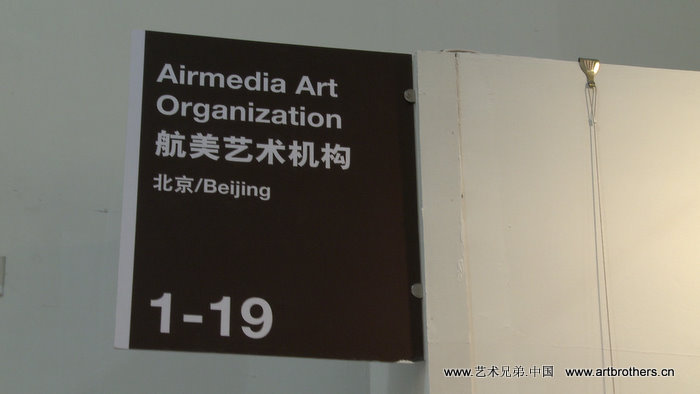 Airmedia Art
Organization
航美艺术机构
北京/Beijing
1-19
www.艺术兄弟.中国 www.artbrothers.cn